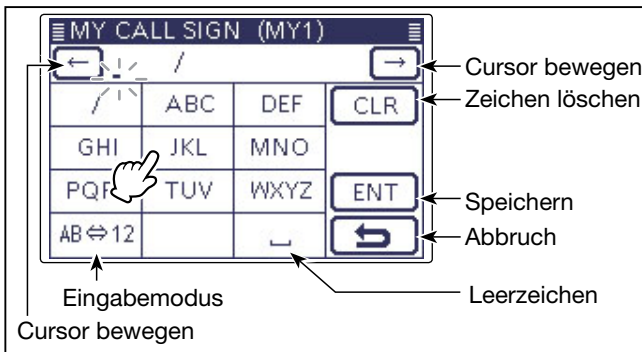 MY CALL SIGN (MY1)
← / → Cursor bewegen
/ ABC DEF CLR Zeichen löschen
GHI JKL MNO
TUV WXYZ ENT Speichern
AB⇔12 ␣ Abbruch
Eingabemodus Leerzeichen
Cursor bewegen